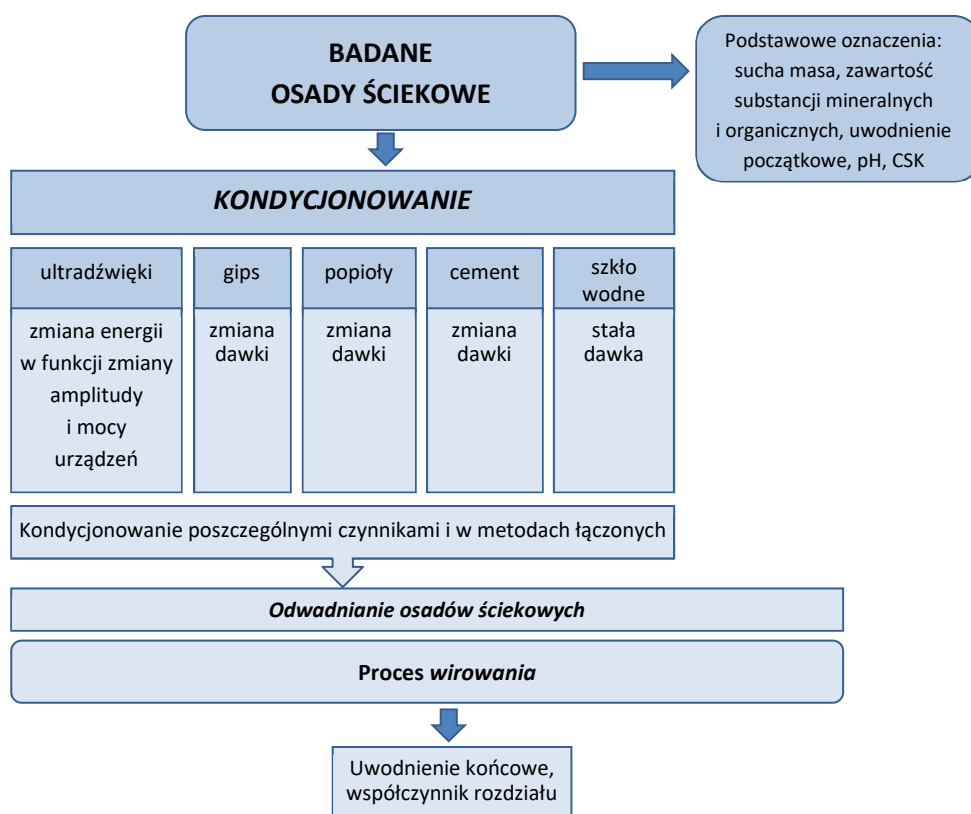 BADANE
OSADY ŚCIEKOWE
Podstawowe oznaczenia:
sucha masa, zawartość
substancji mineralnych
i organicznych, uwodnienie
początkowe, pH, CSK
KONDYCJONOWANIE
ultradźwięki
gips
popioły
cement
szkło
wodne
zmiana energii
w funkcji zmiany
amplitudy
i mocy
urządzeń
zmiana
dawki
zmiana
dawki
zmiana
dawki
stała
dawka
Kondycjonowanie poszczególnymi czynnikami i w metodach łączonych
Odwadnianie osadów ściekowych
Proces wirowania
Uwodnienie końcowe,
współczynnik rozdziału